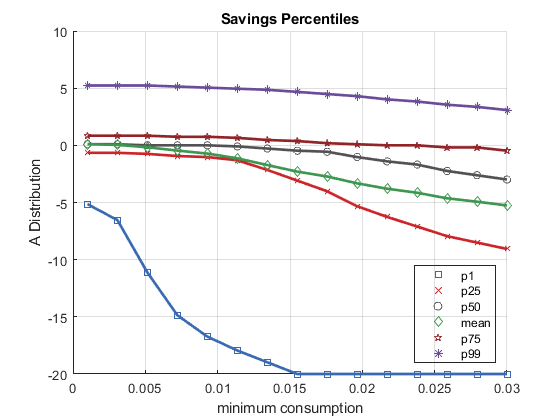 Savings Percentiles
10
5
0
-5
-10
-15
-20
A Distribution
p1
p25
p50
mean
p75
p99
0
0.005
0.01
0.015
0.02
0.025
0.03
minimum consumption